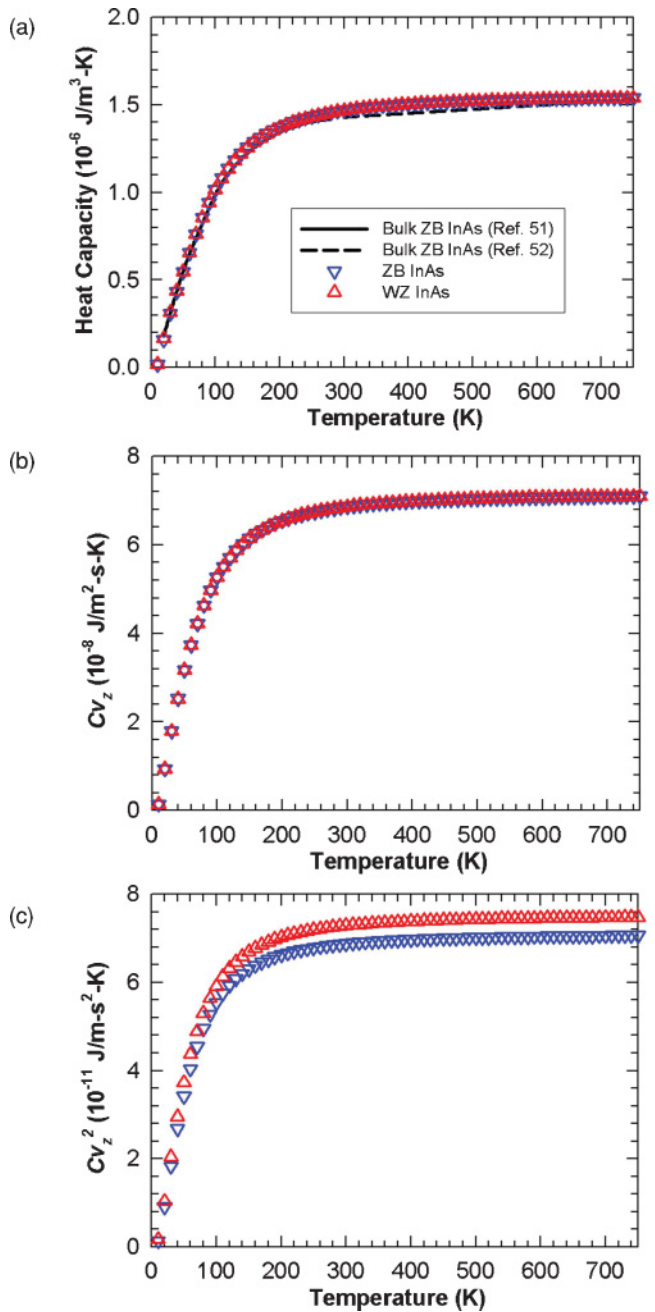 (a)
2.0
1.5
1.0
0.5
0.0
Heat Capacity (10⁻⁶ J/m³-K)
Bulk ZB InAs (Ref. 51)
Bulk ZB InAs (Ref. 52)
ZB InAs
WZ InAs
0 100 200 300 400 500 600 700
Temperature (K)
(b)
8
6
4
2
0
Cv_z (10⁻⁸ J/m²-s-K)
0 100 200 300 400 500 600 700
Temperature (K)
(c)
8
6
4
2
0
Cv_z² (10⁻¹¹ J/m-s²-K)
0 100 200 300 400 500 600 700
Temperature (K)